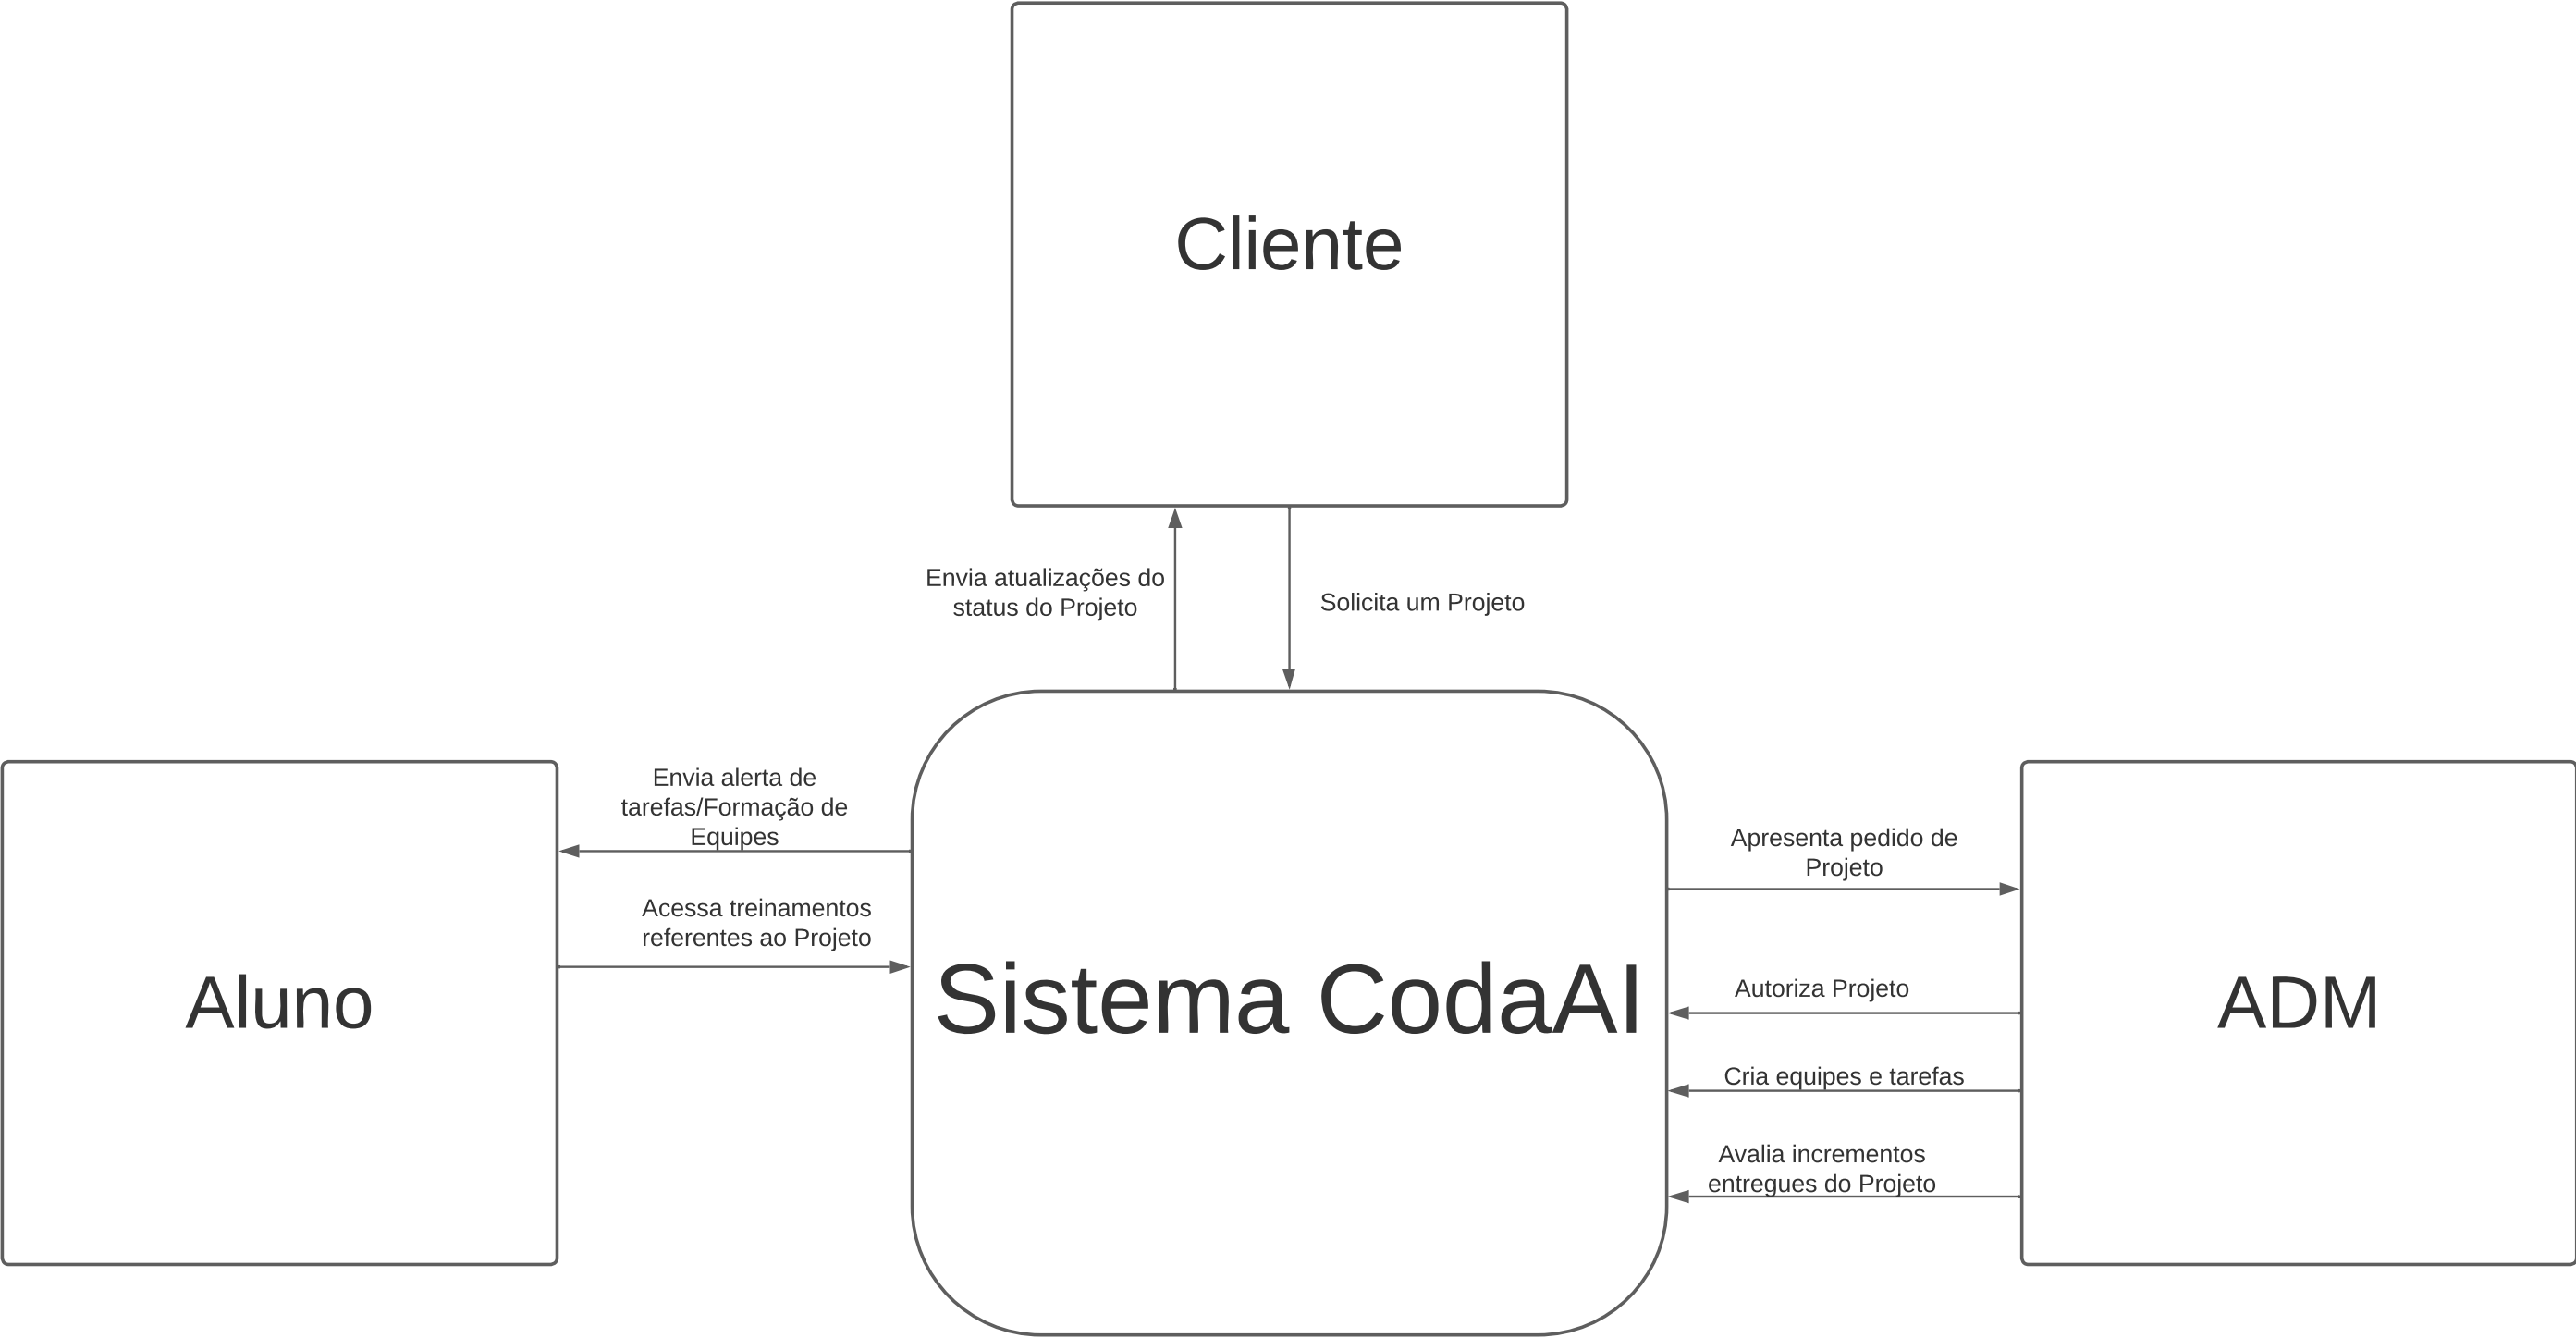 Cliente
Envia atualizações do
status do Projeto
Solicita um Projeto
Envia alerta de
tarefas/Formação de
Equipes
Acessa treinamentos
referentes ao Projeto
Aluno
Sistema CodaAI
Apresenta pedido de
Projeto
Autoriza Projeto
Cria equipes e tarefas
Avalia incrementos
entregues do Projeto
ADM